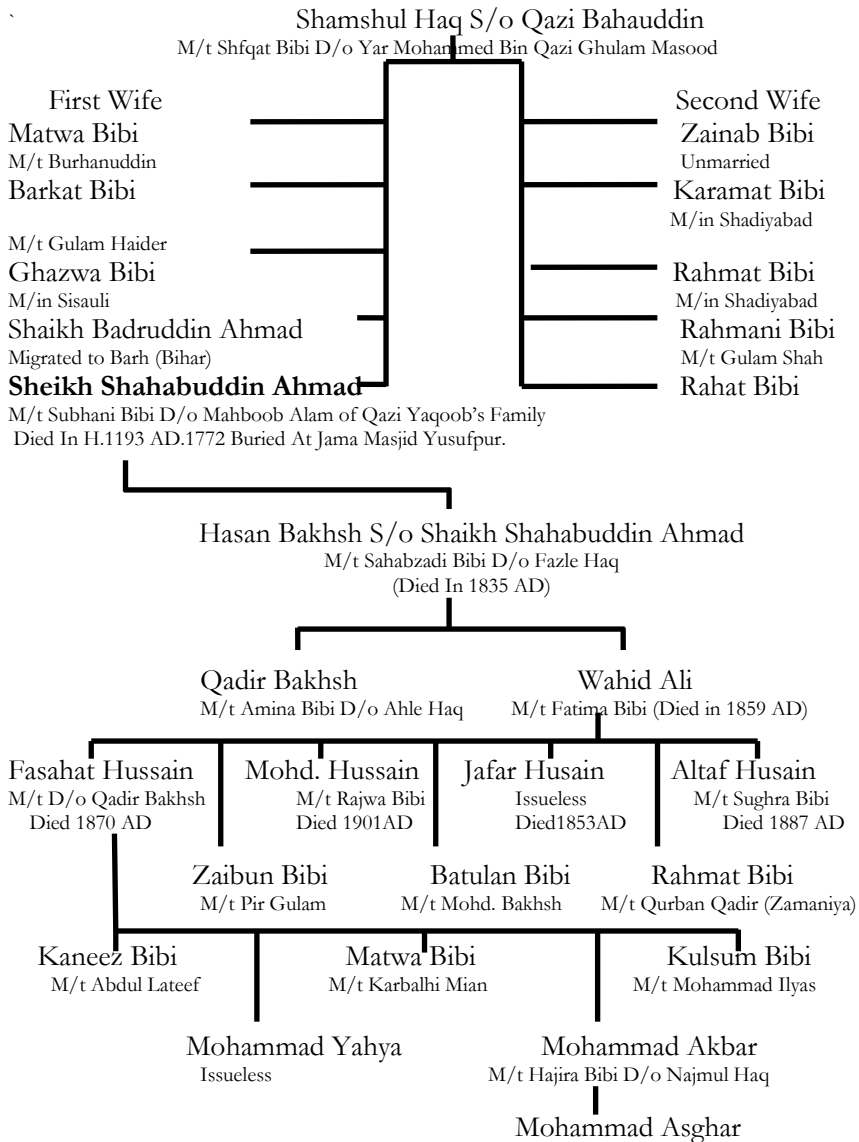 `
Shamshul Haq S/o Qazi Bahauddin
M/t Shfqat Bibi D/o Yar Mohammed Bin Qazi Ghulam Masood
First Wife
Matwa Bibi
M/t Burhanuddin
Barkat Bibi
M/t Gulam Haider
Ghazwa Bibi
M/in Sisauli
Shaikh Badruddin Ahmad
Migrated to Barh (Bihar)
Sheikh Shahabuddin Ahmad
M/t Subhani Bibi D/o Mahboob Alam of Qazi Yaqoob's Family
Died In H.1193 AD.1772 Buried At Jama Masjid Yusufpur.
Second Wife
Zainab Bibi
Unmarried
Karamat Bibi
M/in Shadiyabad
Rahmat Bibi
M/in Shadiyabad
Rahmani Bibi
M/t Gulam Shah
Rahat Bibi
Hasan Bakhsh S/o Shaikh Shahabuddin Ahmad
M/t Sahabzadi Bibi D/o Fazle Haq
(Died In 1835 AD)
Qadir Bakhsh
M/t Amina Bibi D/o Ahle Haq
Wahid Ali
M/t Fatima Bibi (Died in 1859 AD)
Fasahat Hussain
M/t D/o Qadir Bakhsh
Died 1870 AD
Mohd. Hussain
M/t Rajwa Bibi
Died 1901AD
Jafar Husain
Issueless
Died1853AD
Altaf Husain
M/t Sughra Bibi
Died 1887 AD
Zaibun Bibi
M/t Pir Gulam
Batulan Bibi
M/t Mohd. Bakhsh
Rahmat Bibi
M/t Qurban Qadir (Zamaniya)
Kaneez Bibi
M/t Abdul Lateef
Matwa Bibi
M/t Karbalhi Mian
Kulsum Bibi
M/t Mohammad Ilyas
Mohammad Yahya
Issueless
Mohammad Akbar
M/t Hajira Bibi D/o Najmul Haq
Mohammad Asghar